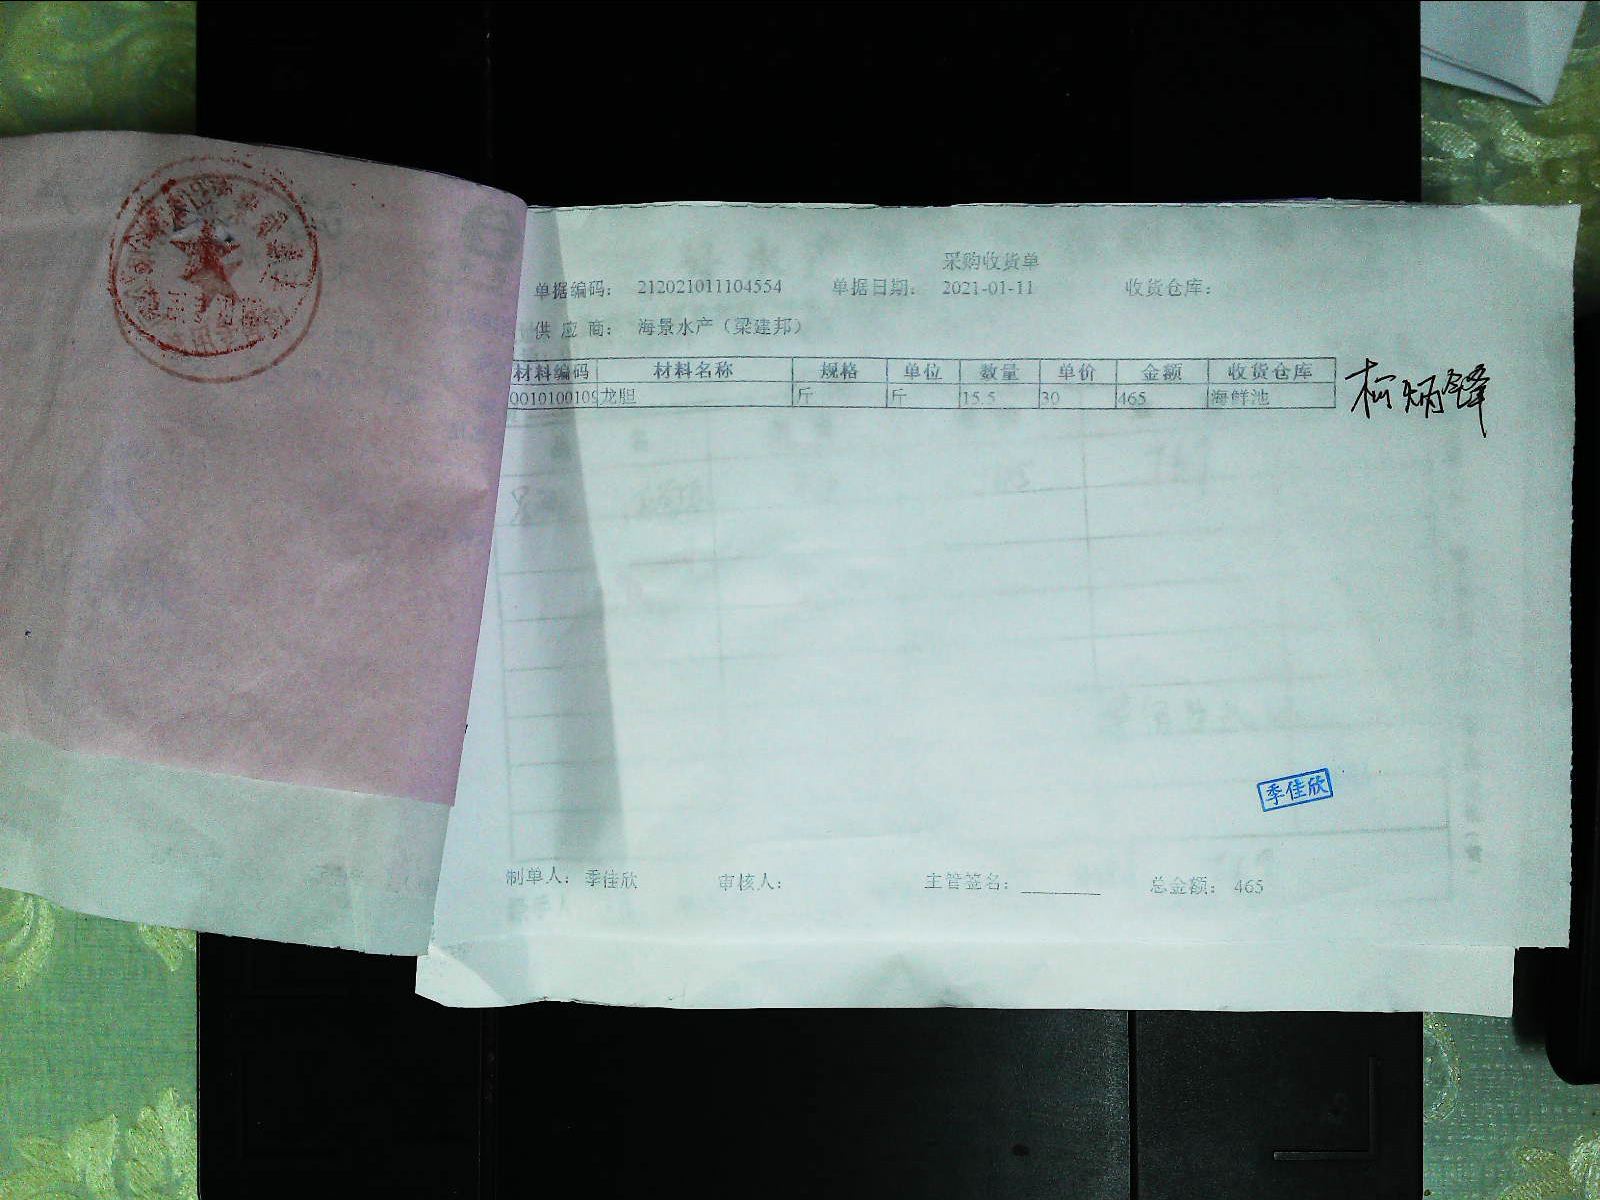 采购收货单
单据编码: 212021011104554 单据日期: 2021-01-11 收货仓库:
供应商: 海景水产（梁建邦）
材料编码 材料名称 规格 单位 数量 单价 金额 收货仓库
001010010 龙胆 斤 斤 15.5 30 465 海鲜池
柯炳锋
季佳欣
制单人: 季佳欣 审核人: 主管签名: 总金额: 465